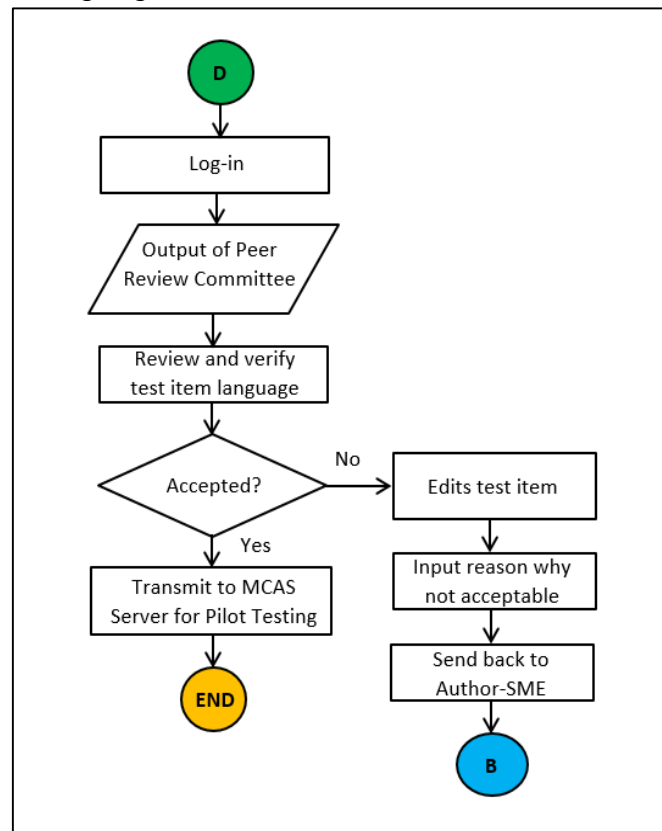 D
Log-in
Output of Peer
Review Committee
Review and verify
test item language
Accepted?
No
Edits test item
Yes
Transmit to MCAS
Server for Pilot Testing
Input reason why
not acceptable
END
Send back to
Author-SME
B